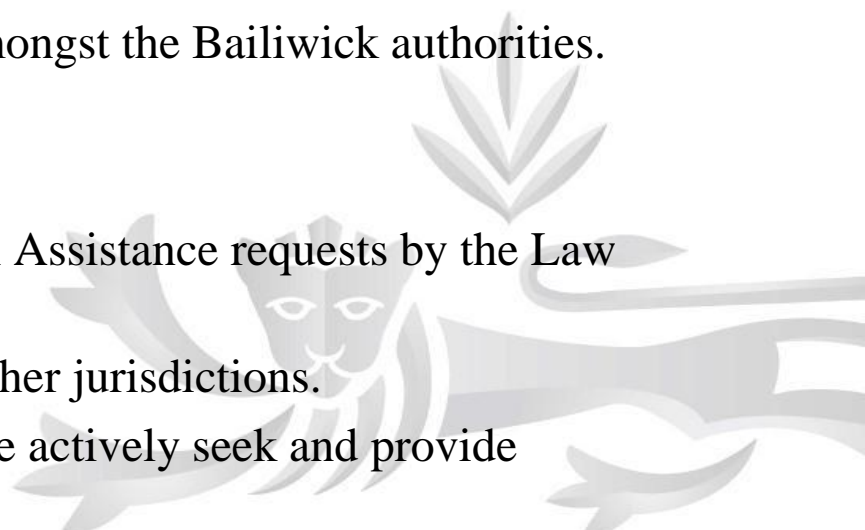 ongst the Bailiwick authorities.
Assistance requests by the Law
her jurisdictions.
e actively seek and provide